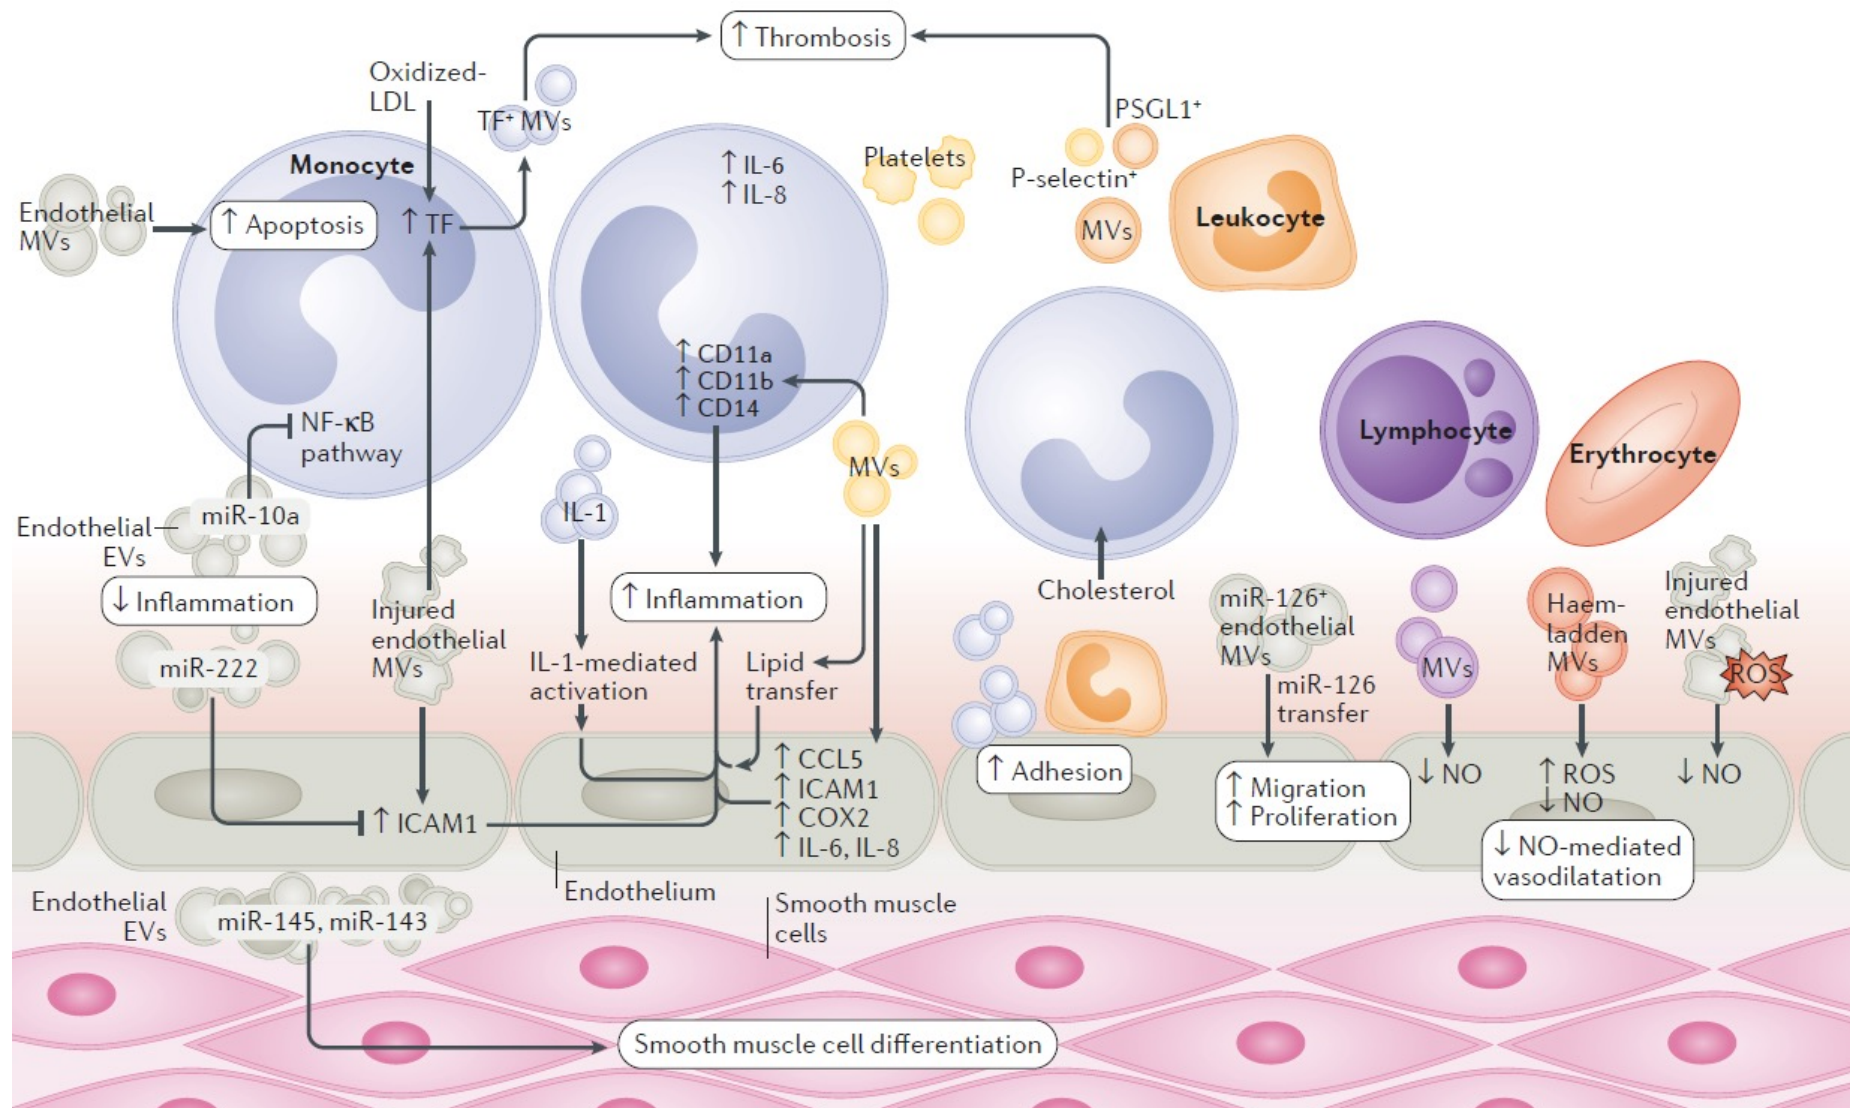 ↑ Thrombosis
Oxidized-
LDL
TF⁺ MVs
PSGL1⁺
Monocyte
↑ IL-6
↑ IL-8
Platelets
P-selectin⁺
MVs
Leukocyte
Endothelial
MVs
↑ Apoptosis
↑ TF
↑ CD11a
↑ CD11b
↑ CD14
NF-κB
pathway
MVs
Lymphocyte
Erythrocyte
Endothelial
EVs
miR-10a
IL-1
↓ Inflammation
Injured
endothelial
MVs
↑ Inflammation
Cholesterol
miR-126⁺
endothelial
MVs
MVs
Haem-
ladden
MVs
Injured
endothelial
MVs
ROS
miR-222
IL-1-mediated
activation
Lipid
transfer
miR-126
transfer
↑ ICAM1
↑ CCL5
↑ ICAM1
↑ COX2
↑ IL-6, IL-8
↑ Adhesion
↑ Migration
↑ Proliferation
↓ NO
↑ ROS
↓ NO
↓ NO
↓ NO-mediated
vasodilatation
Endothelium
Smooth muscle
cells
Endothelial
EVs
miR-145, miR-143
Smooth muscle cell differentiation